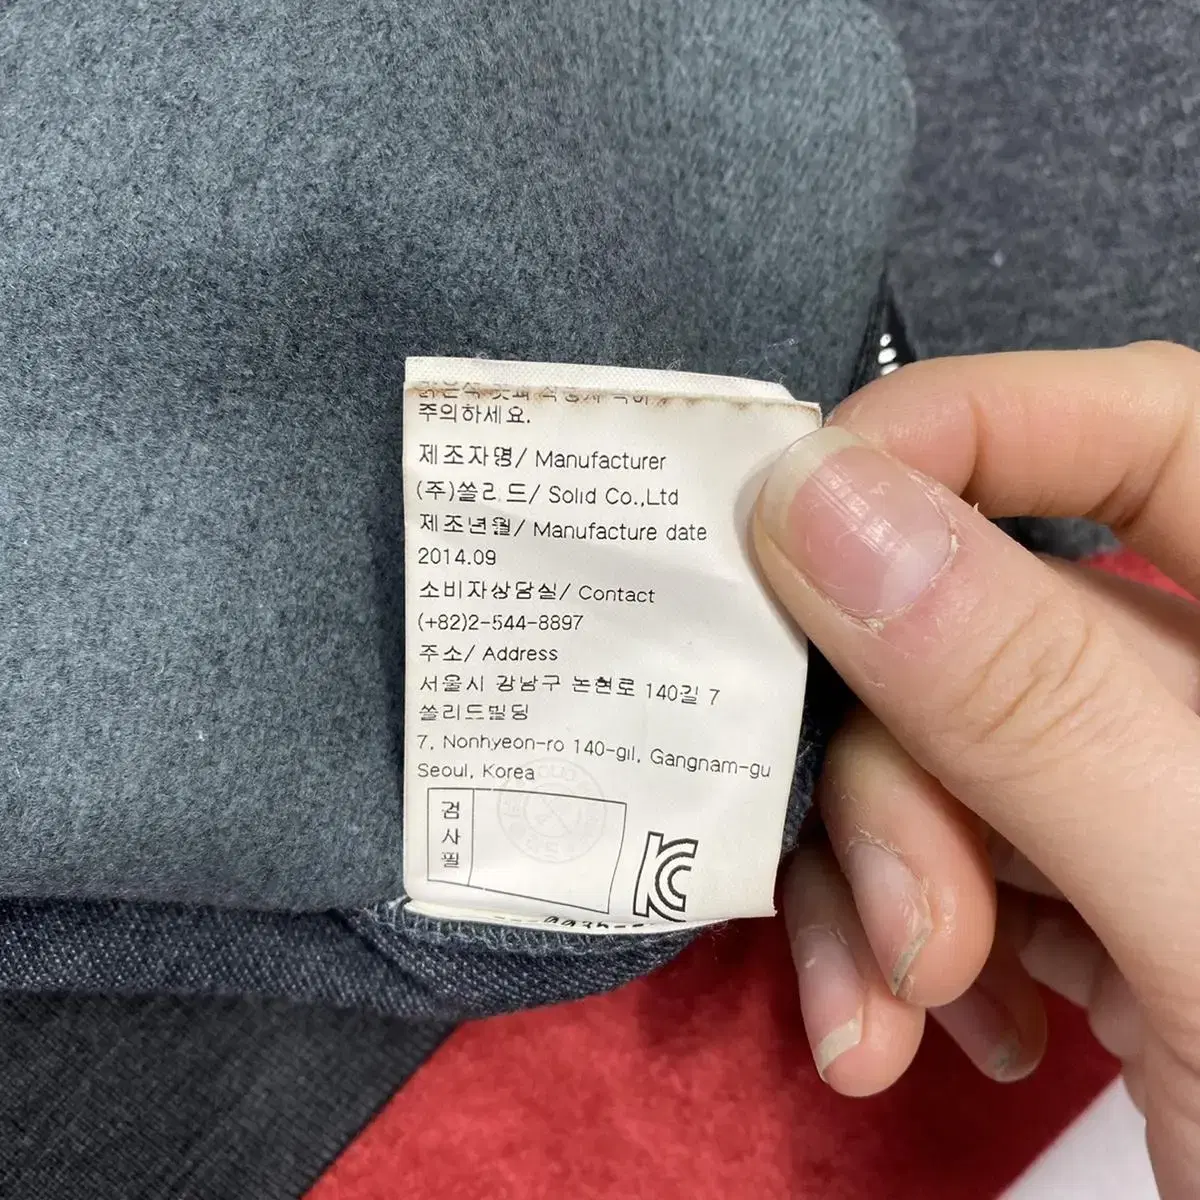 주의하세요.
제조자명/ Manufacturer
(주)쏠리드/ Solid Co.,Ltd
제조년월/ Manufacture date
2014.09
소비자상담실/ Contact
(+82)2-544-8897
주소/ Address
서울시 강남구 논현로 140길 7
쏠리드빌딩
7, Nonhyeon-ro 140-gil, Gangnam-gu
Seoul, Korea
검사필
KC